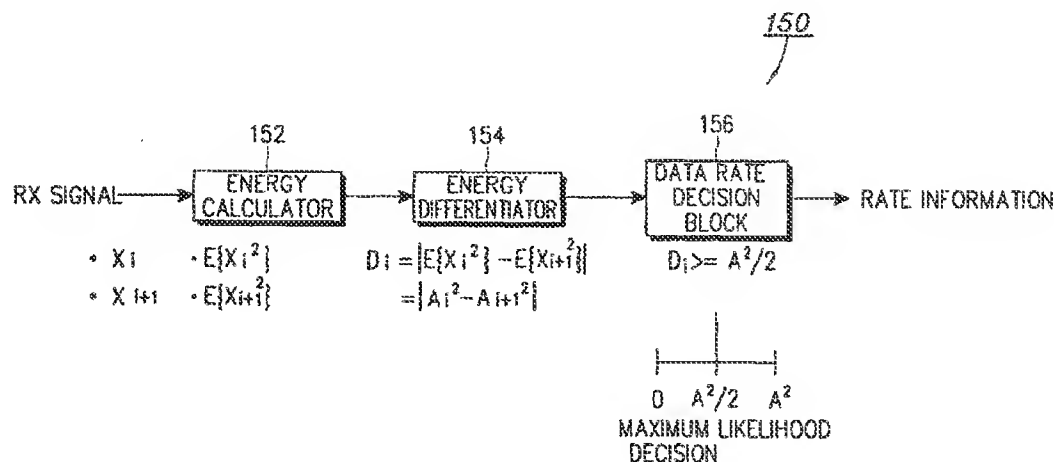 150
152
154
156
RX SIGNAL
ENERGY
CALCULATOR
ENERGY
DIFFERENTIATOR
DATA RATE
DECISION
BLOCK
RATE INFORMATION
• Xi • E{Xi²}
• Xi+1 • E{Xi+1²}
Di = |E{Xi²} - E{Xi+1²}|
= |Ai² - Ai+1²|
Di >= A²/2
0 A²/2 A²
MAXIMUM LIKELIHOOD
DECISION